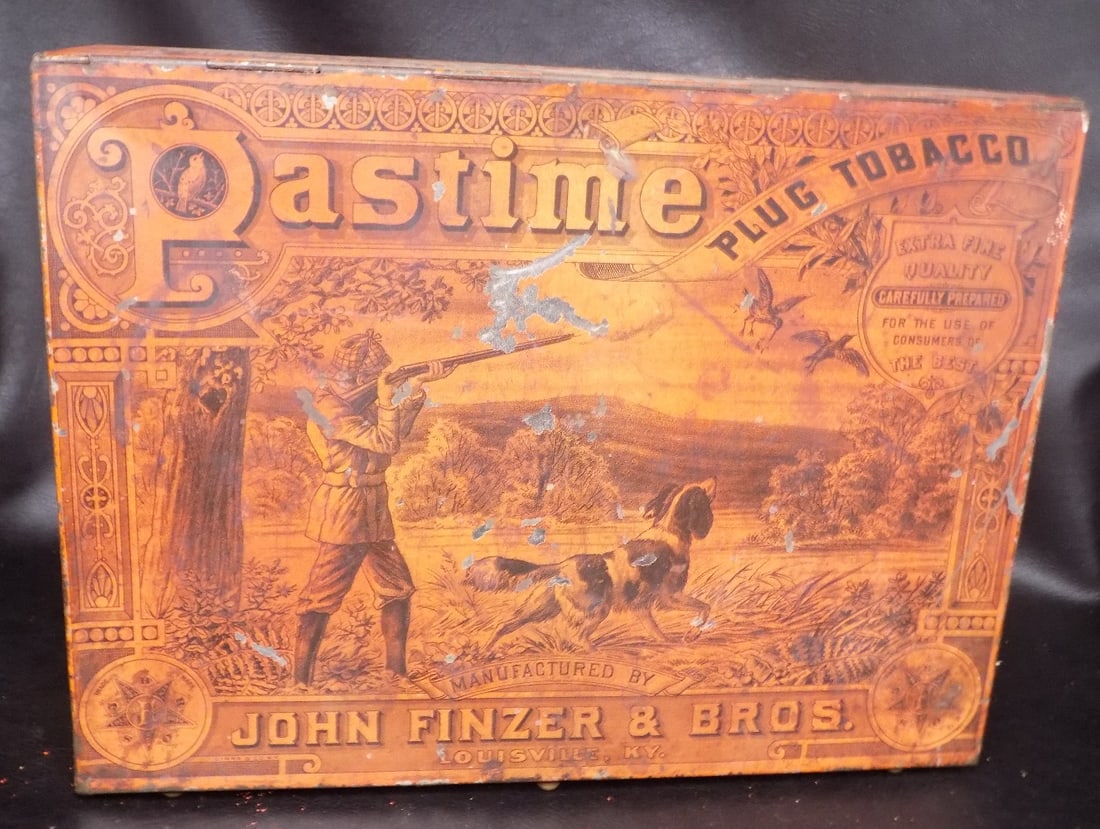 Pastime
PLUG TOBACCO
EXTRA FINE
QUALITY
CAREFULLY PREPARED
FOR THE USE OF
CONSUMERS OF
THE BEST
MANUFACTURED BY
JOHN FINZER & BROS.
LOUISVILLE, KY.